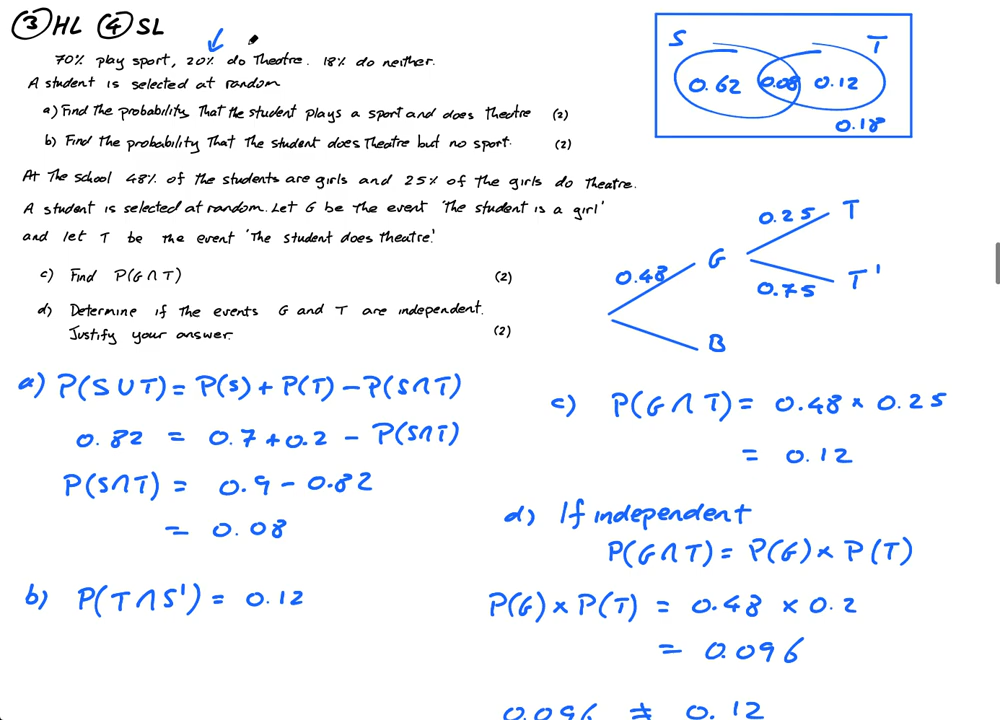 ③HL ④SL
70% play sport, 20% do Theatre. 18% do neither.
A student is selected at random
a) Find the probability that the student plays a sport and does theatre (2)
b) Find the probability that the student does Theatre but no sport. (2)
At the school 48% of the students are girls and 25% of the girls do Theatre.
A student is selected at random. Let G be the event 'the student is a girl'
and let T be the event 'The student does theatre.'
c) Find P(G∩T) (2)
d) Determine if the events G and T are independent.
Justify your answer. (2)
S T
0.62 0.08 0.12
0.18
0.48 G 0.25 T
0.75 T'
B
a) P(S∪T) = P(S) + P(T) − P(S∩T)
0.82 = 0.7 + 0.2 − P(S∩T)
P(S∩T) = 0.9 − 0.82
= 0.08
b) P(T∩S') = 0.12
c) P(G∩T) = 0.48 × 0.25
= 0.12
d) If independent
P(G∩T) = P(G) × P(T)
P(G) × P(T) = 0.48 × 0.2
= 0.096
0.096 ≠ 0.12